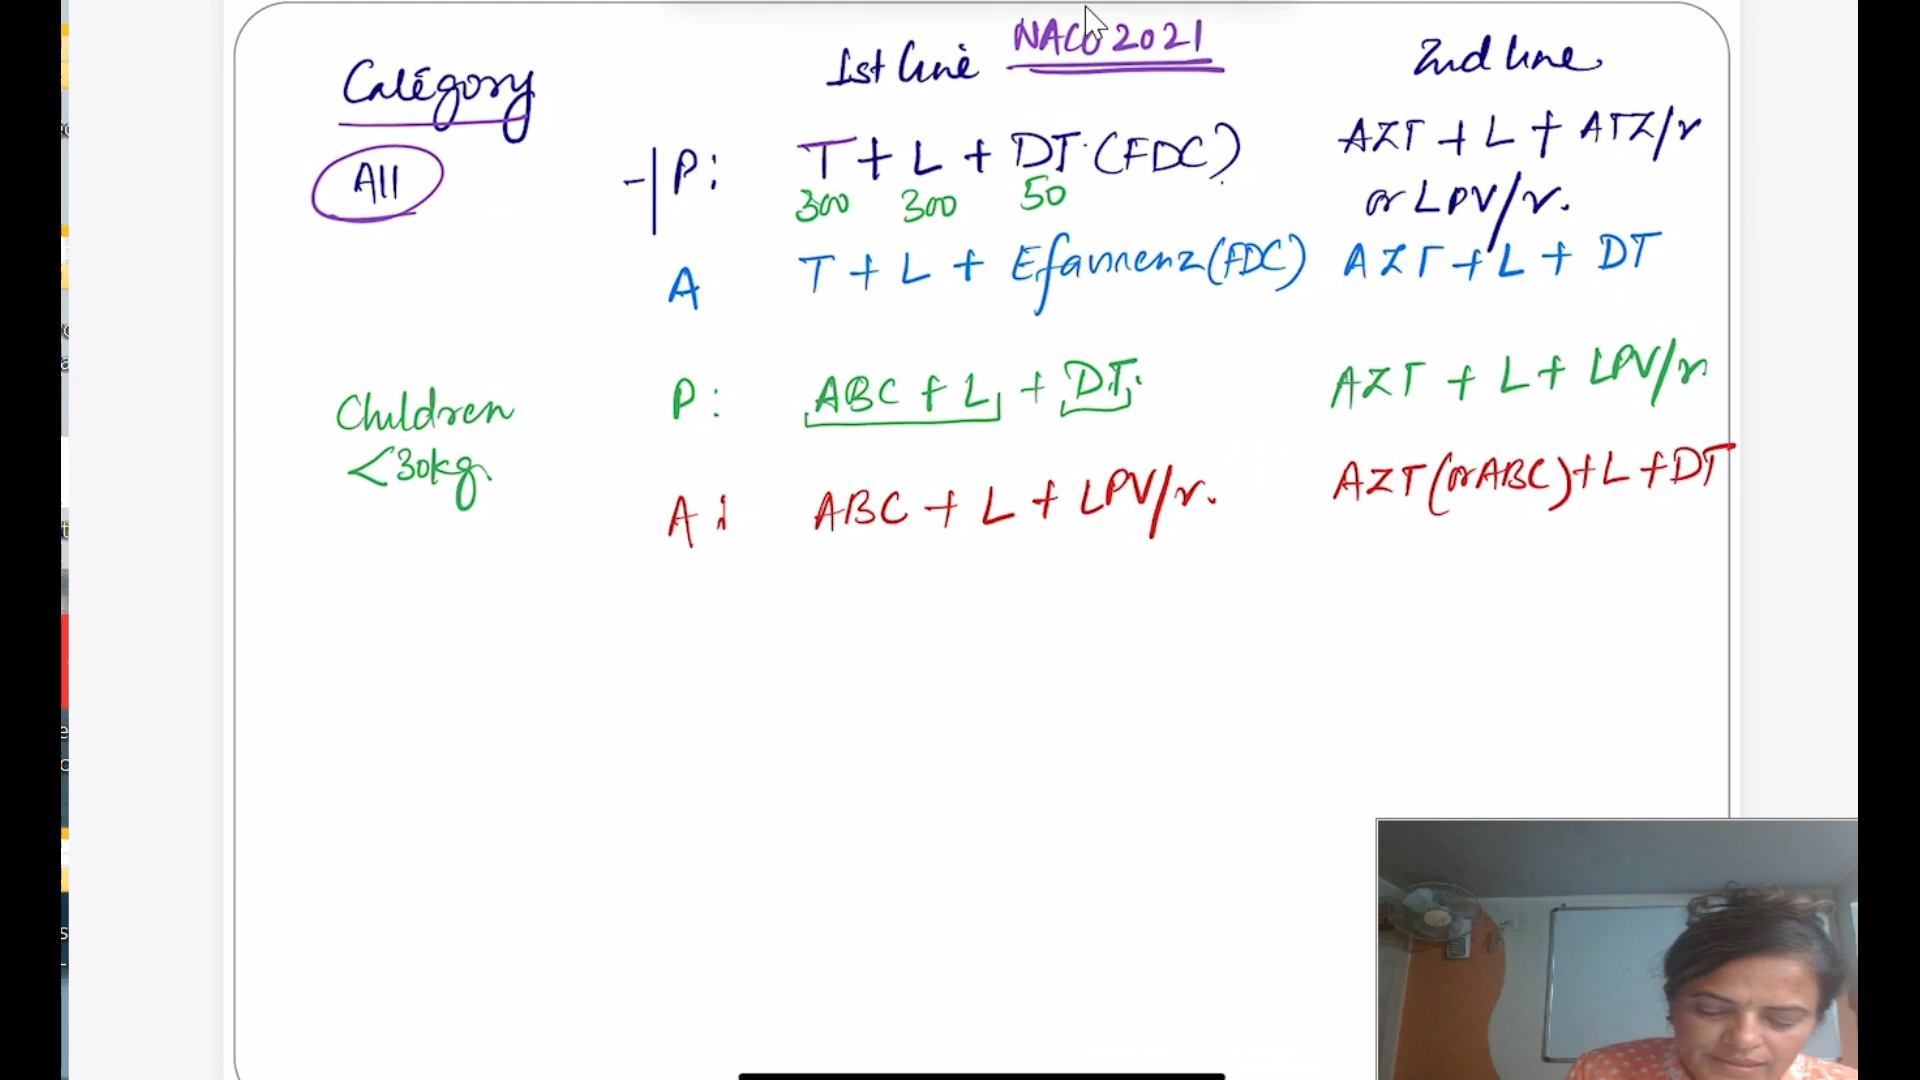 Category 1st line NACO 2021 2nd line
All P: T + L + DT (FDC) AZT + L + ATZ/r
300 300 50 or LPV/r.
A T + L + Efavirenz (FDC) AZT + L + DT
Children P: ABC + L + DT. AZT + L + LPV/r
<30kg. A: ABC + L + LPV/r. AZT (or ABC) + L + DT